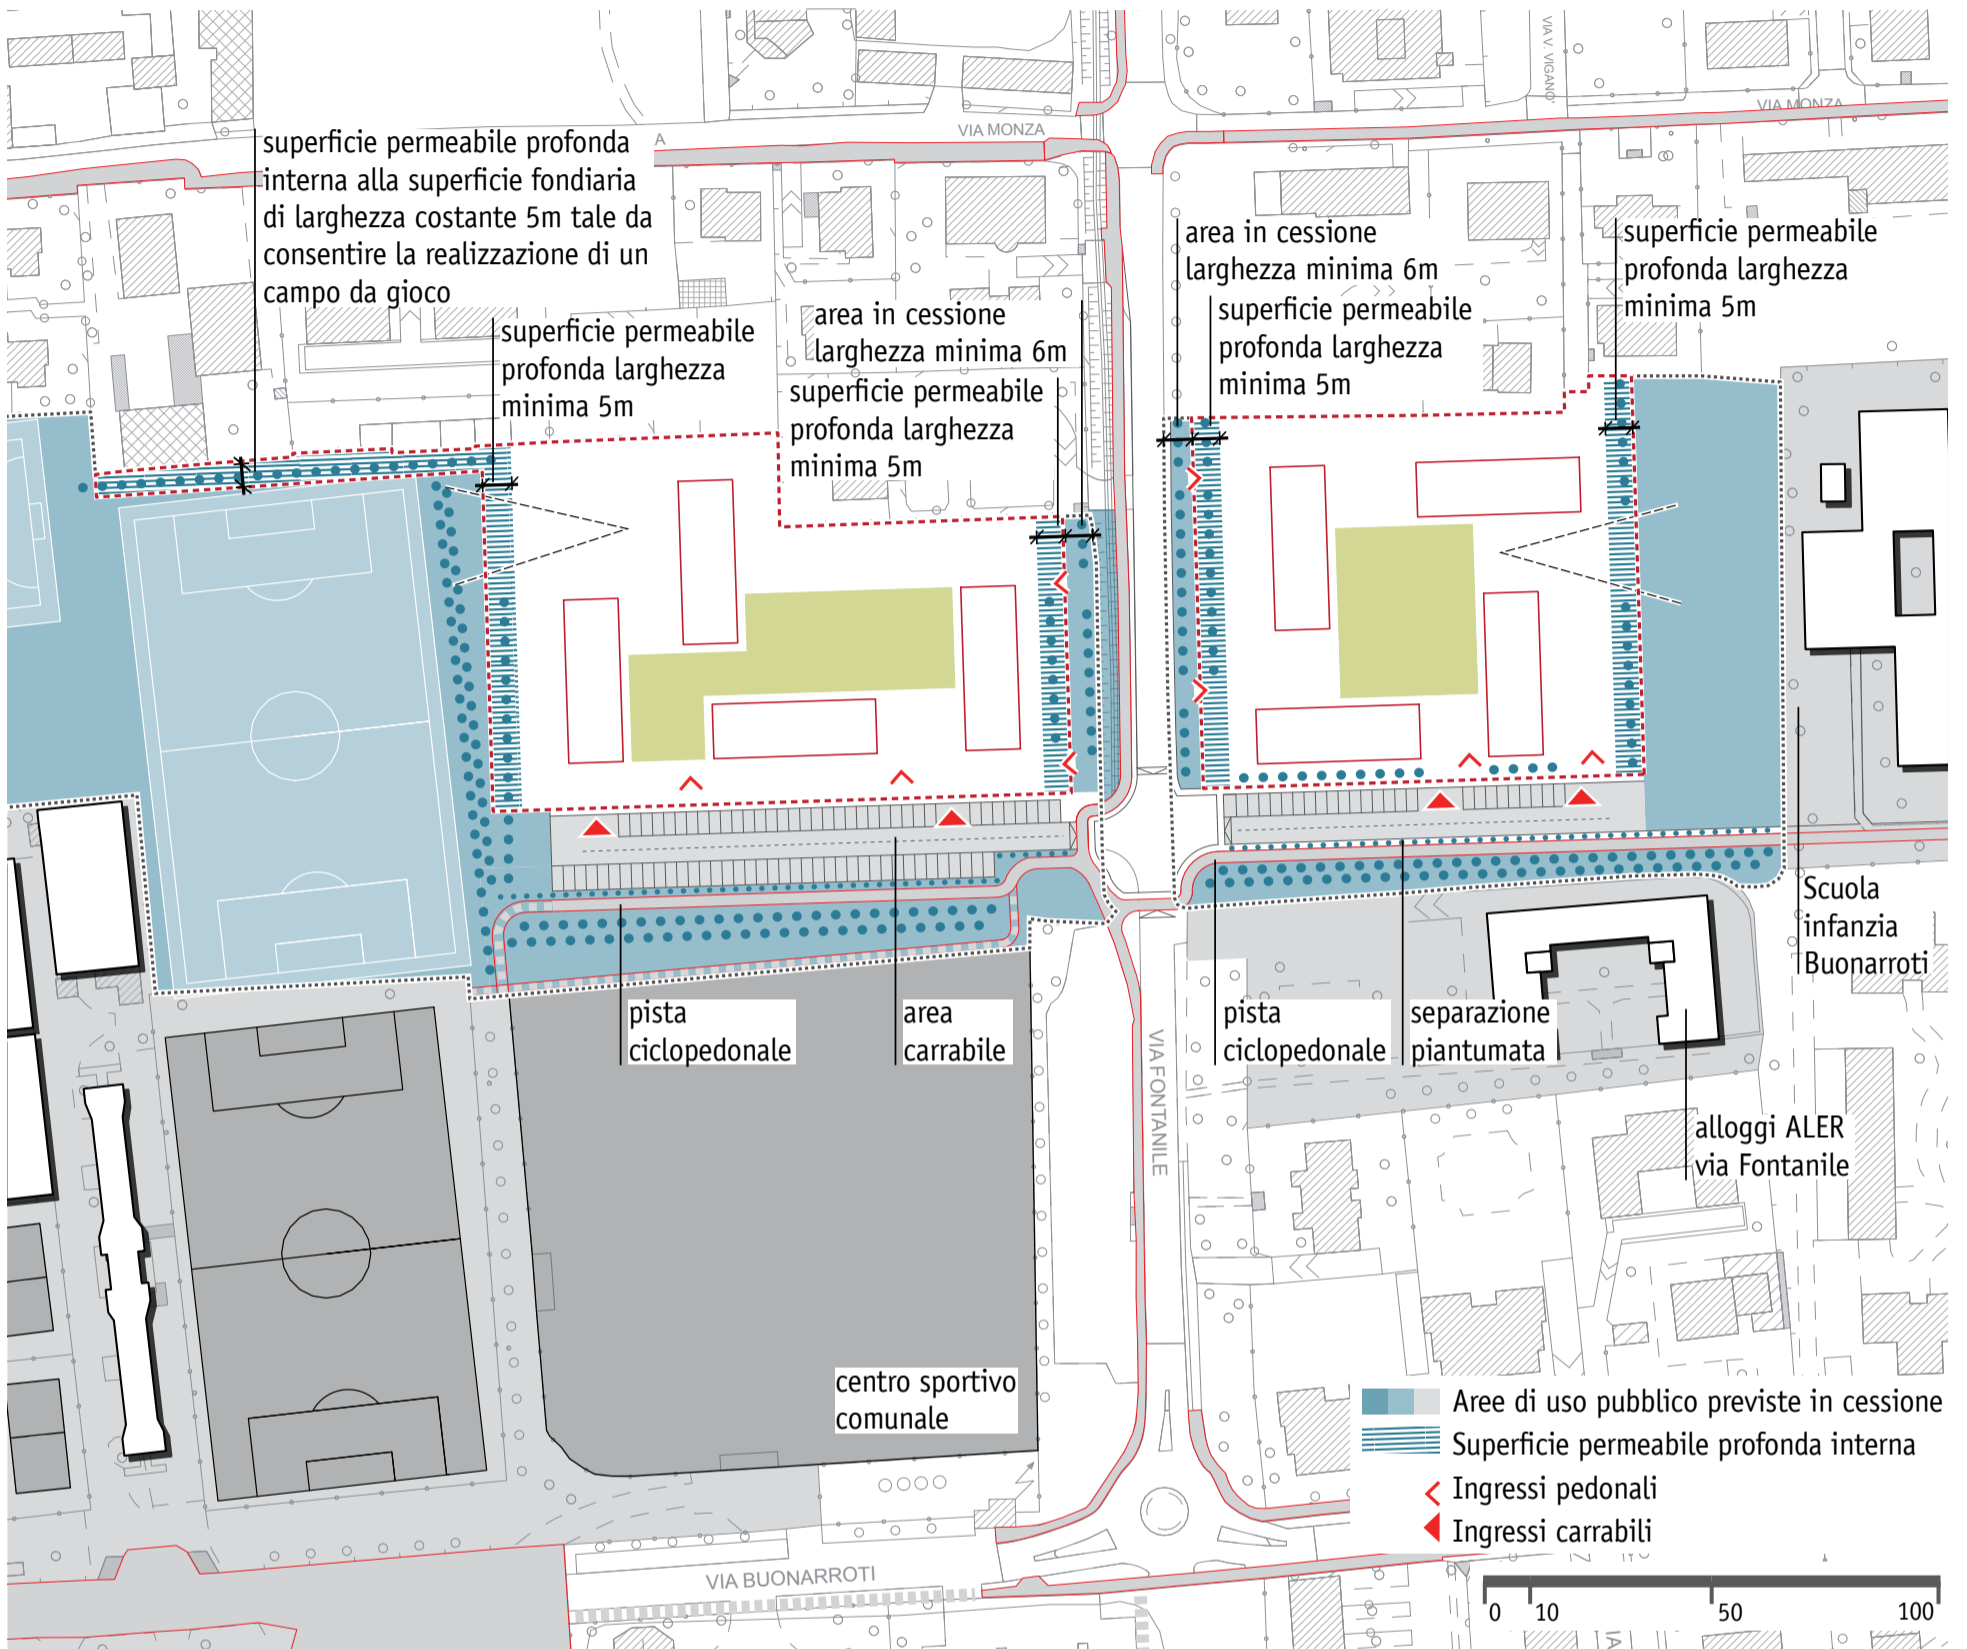 VIA V. VIGANO'
VIA MONZA
VIA MONZA
A
superficie permeabile profonda
interna alla superficie fondiaria
di larghezza costante 5m tale da
consentire la realizzazione di un
campo da gioco
superficie permeabile
profonda larghezza
minima 5m
area in cessione
larghezza minima 6m
superficie permeabile
profonda larghezza
minima 5m
area in cessione
larghezza minima 6m
superficie permeabile
profonda larghezza
minima 5m
superficie permeabile
profonda larghezza
minima 5m
Scuola
infanzia
Buonarroti
pista
ciclopedonale
area
carrabile
pista
ciclopedonale
separazione
piantumata
VIA FONTANILE
alloggi ALER
via Fontanile
centro sportivo
comunale
Aree di uso pubblico previste in cessione
Superficie permeabile profonda interna
Ingressi pedonali
Ingressi carrabili
VIA BUONARROTI
0 10 50 100
IA